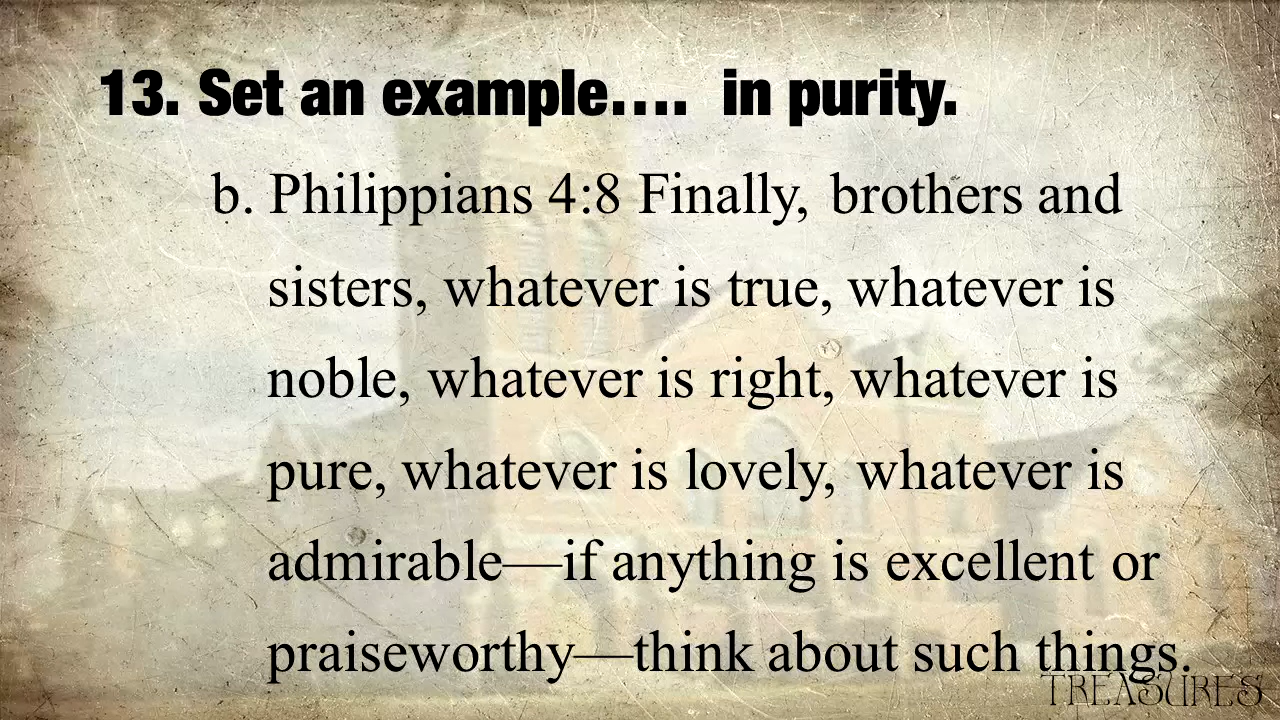 13. Set an example.... in purity.
b. Philippians 4:8 Finally, brothers and
sisters, whatever is true, whatever is
noble, whatever is right, whatever is
pure, whatever is lovely, whatever is
admirable—if anything is excellent or
praiseworthy—think about such things.
TREASURES